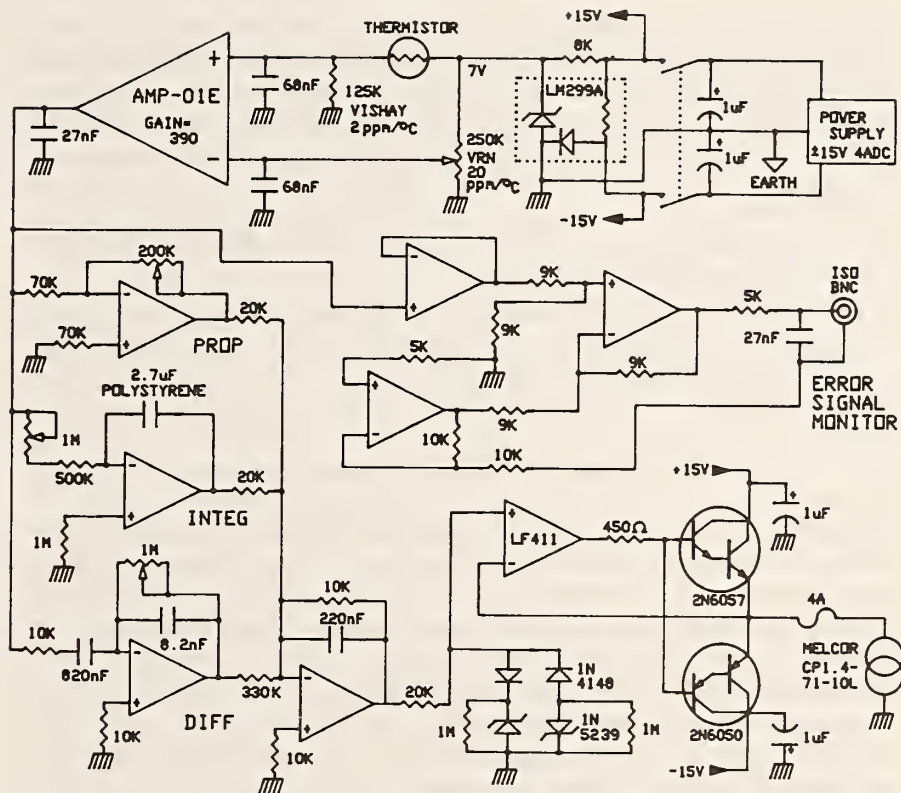 +15V
THERMISTOR
8K
7V
LM299A
AMP-01E
GAIN=
390
68nF
125K
VISHAY
2ppm/°C
1uF
1uF
POWER
SUPPLY
±15V 4ADC
27nF
250K
VRN
20
ppm/°C
68nF
EARTH
-15V
200K
70K
20K
70K
PROP
9K
9K
5K
ISO
BNC
27nF
5K
9K
ERROR
SIGNAL
MONITOR
9K
10K
10K
2.7uF
POLYSTYRENE
1M
500K
20K
INTEG
1M
+15V
1uF
LF411
450Ω
2N6057
1M
10K
8.2nF
10K
220nF
4A
MELCOR
CP1.4-
71-10L
10K
820nF
330K
20K
DIFF
10K
10K
1N
4148
1M
1N
5239
1M
2N6050
1uF
-15V